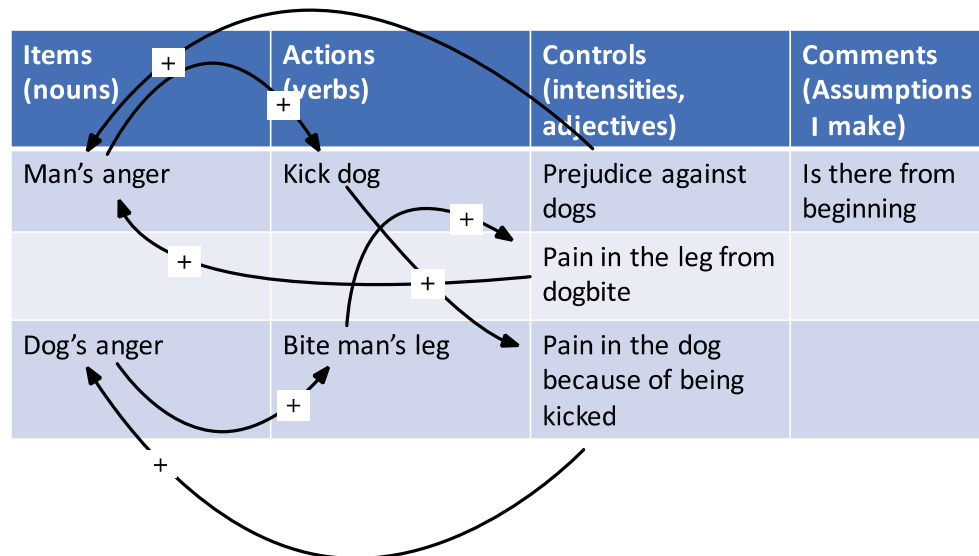 Items
(nouns)
Actions
(verbs)
Controls
(intensities,
adjectives)
Comments
(Assumptions
I make)
+
+
Man’s anger
Kick dog
Prejudice against
dogs
Is there from
beginning
+
+
+
Pain in the leg from
dogbite
Dog’s anger
Bite man’s leg
Pain in the dog
because of being
kicked
+
+